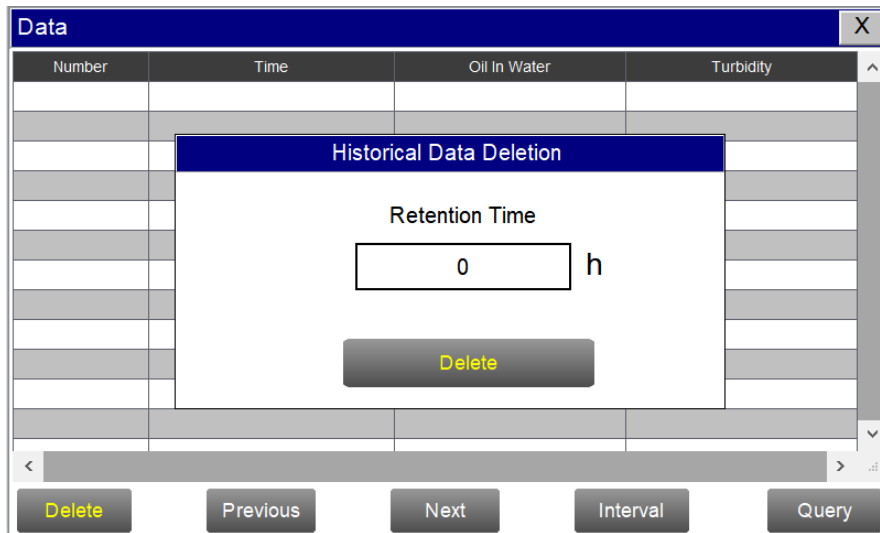 Data X
Number Time Oil In Water Turbidity
Historical Data Deletion
Retention Time
0 h
Delete
Delete Previous Next Interval Query